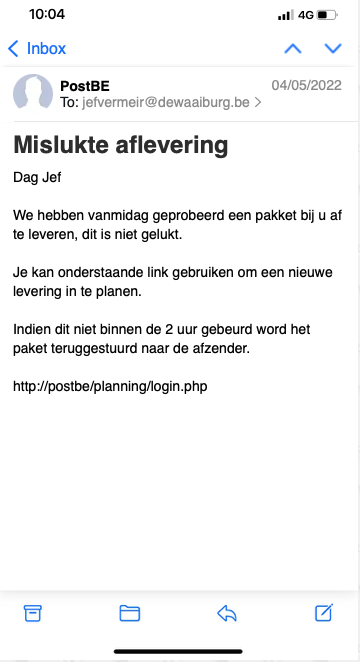 10:04
4G
Inbox
PostBE
04/05/2022
To: jefvermeir@dewaaiburg.be
Mislukte aflevering
Dag Jef
We hebben vanmidag geprobeerd een pakket bij u af
te leveren, dit is niet gelukt.
Je kan onderstaande link gebruiken om een nieuwe
levering in te planen.
Indien dit niet binnen de 2 uur gebeurd word het
paket teruggestuurd naar de afzender.
http://postbe/planning/login.php